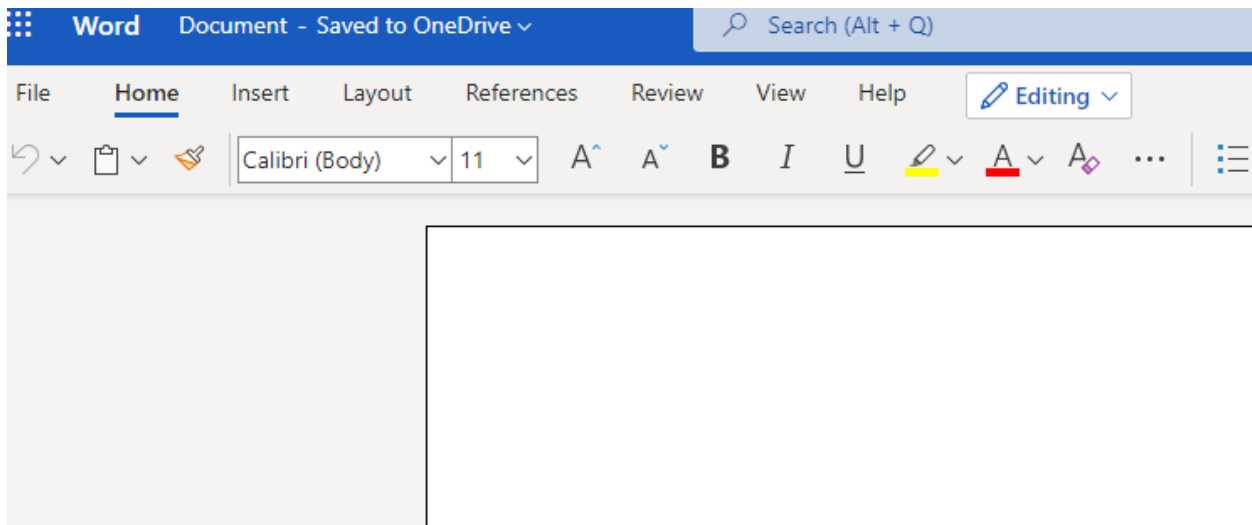 Word Document - Saved to OneDrive Search (Alt + Q)
File Home Insert Layout References Review View Help Editing
Calibri (Body) 11 A A B I U A A ...